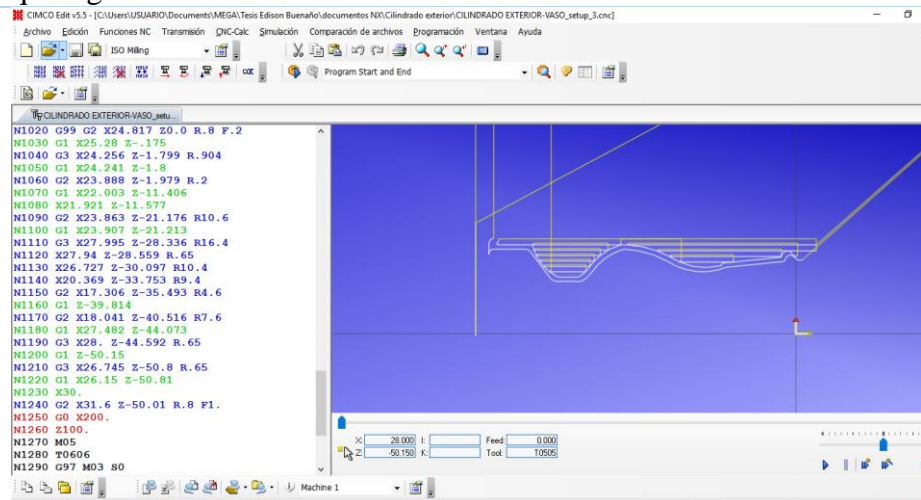 CIMCO Edit v5.5 - [C:\Users\USUARIO\Documents\MEGA\Tesis Edison Buenaño\documentos NX\Cilindrado exterior\CILINDRADO EXTERIOR-VASO_setup_3.cnc]
Archivo Edición Funciones NC Transmisión CNC-Calc Simulación Comparación de archivos Programación Ventana Ayuda
ISO Milling
Program Start and End
CILINDRADO EXTERIOR-VASO_setu...
N1020 G99 G2 X24.817 Z0.0 R.8 F.2
N1030 G1 X25.28 Z-.175
N1040 G3 X24.256 Z-1.799 R.904
N1050 G1 X24.241 Z-1.8
N1060 G2 X23.888 Z-1.979 R.2
N1070 G1 X22.003 Z-11.406
N1080 X21.921 Z-11.577
N1090 G2 X23.863 Z-21.176 R10.6
N1100 G1 X23.907 Z-21.213
N1110 G3 X27.995 Z-28.336 R16.4
N1120 X27.94 Z-28.559 R.65
N1130 X26.727 Z-30.097 R10.4
N1140 X20.369 Z-33.753 R9.4
N1150 G2 X17.306 Z-35.493 R4.6
N1160 G1 Z-39.814
N1170 G2 X18.041 Z-40.516 R7.6
N1180 G1 X27.482 Z-44.073
N1190 G3 X28. Z-44.592 R.65
N1200 G1 Z-50.15
N1210 G3 X26.745 Z-50.8 R.65
N1220 G1 X26.15 Z-50.81
N1230 X30.
N1240 G2 X31.6 Z-50.01 R.8 F1.
N1250 G0 X200.
N1260 Z100.
N1270 M05
N1280 T0606
N1290 G97 M03 S0
X: 28.000 I: Feed: 0.000
Z: -50.150 K: Tool: T0505
Machine 1